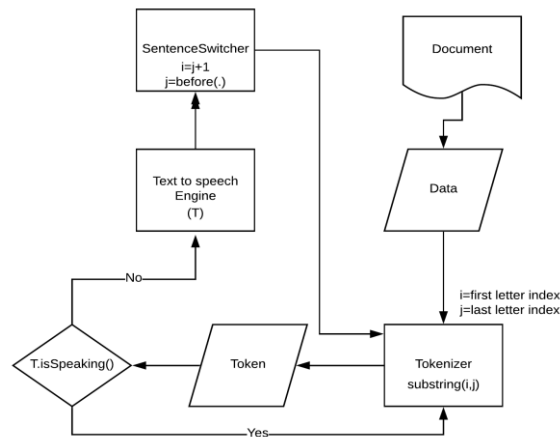 SentenceSwitcher
i=j+1
j=before(.)
Document
Text to speech
Engine
(T)
Data
No
i=first letter index
j=last letter index
T.isSpeaking()
Token
Tokenizer
substring(i,j)
Yes